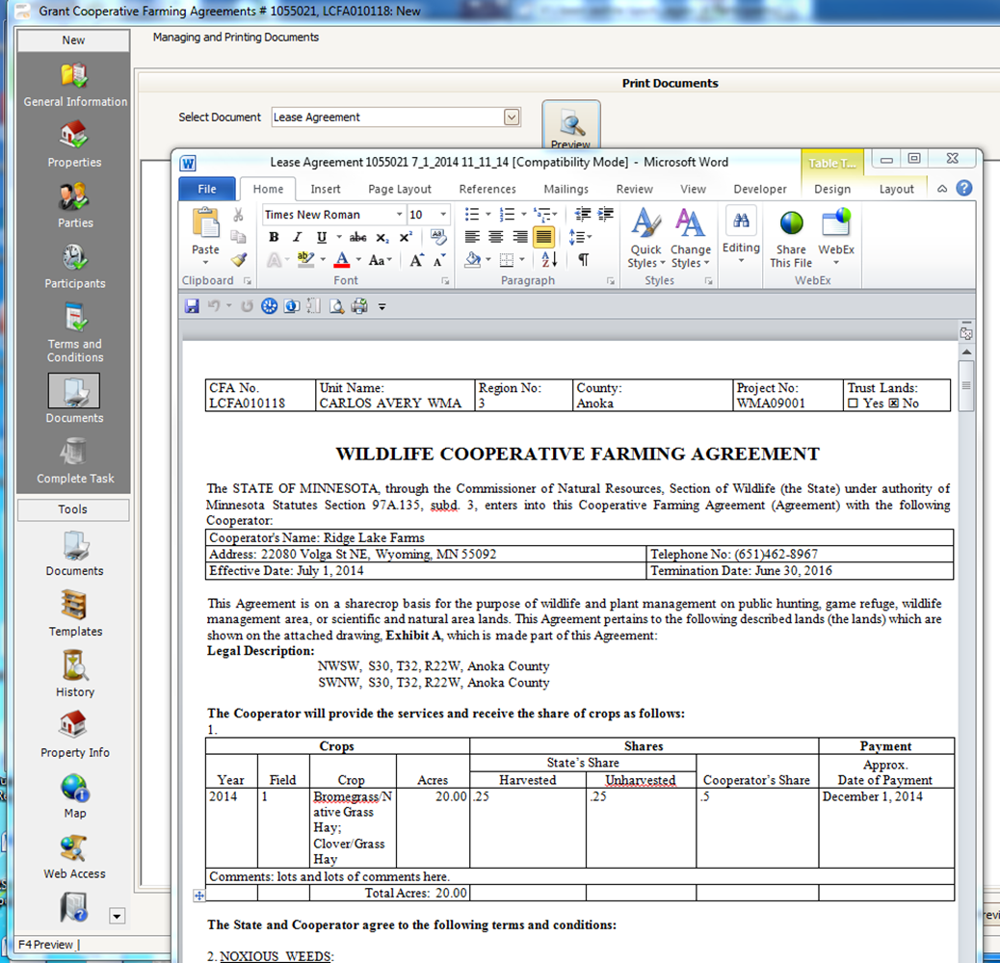 Grant Cooperative Farming Agreements # 1055021, LCFA010118: New
New
General Information
Properties
Parties
Participants
Terms and
Conditions
Documents
Complete Task
Tools
Documents
Templates
History
Property Info
Map
Web Access
F4 Preview |
Managing and Printing Documents
Print Documents
Select Document Lease Agreement
Preview
Lease Agreement 1055021 7_1_2014 11_11_14 [Compatibility Mode] - Microsoft Word
Table T...
File Home Insert Page Layout References Mailings Review View Developer Design Layout
Times New Roman 10
Paste
Quick
Styles
Change
Styles
Editing
Share
This File
WebEx
Clipboard Font Paragraph Styles WebEx
CFA No. Unit Name: Region No: County: Project No: Trust Lands:
LCFA010118 CARLOS AVERY WMA 3 Anoka WMA09001 ☐ Yes ☒ No
WILDLIFE COOPERATIVE FARMING AGREEMENT
The STATE OF MINNESOTA, through the Commissioner of Natural Resources, Section of Wildlife (the State) under authority of
Minnesota Statutes Section 97A.135, subd. 3, enters into this Cooperative Farming Agreement (Agreement) with the following
Cooperator:
Cooperator's Name: Ridge Lake Farms
Address: 22080 Volga St NE, Wyoming, MN 55092 Telephone No: (651)462-8967
Effective Date: July 1, 2014 Termination Date: June 30, 2016
This Agreement is on a sharecrop basis for the purpose of wildlife and plant management on public hunting, game refuge, wildlife
management area, or scientific and natural area lands. This Agreement pertains to the following described lands (the lands) which are
shown on the attached drawing, Exhibit A, which is made part of this Agreement:
Legal Description:
NWSW, S30, T32, R22W, Anoka County
SWNW, S30, T32, R22W, Anoka County
The Cooperator will provide the services and receive the share of crops as follows:
1.
Crops Shares Payment
State's Share Approx.
Year Field Crop Acres Harvested Unharvested Cooperator's Share Date of Payment
2014 1 Bromegrass/N 20.00 .25 .25 .5 December 1, 2014
ative Grass
Hay;
Clover/Grass
Hay
Comments: lots and lots of comments here.
Total Acres: 20.00
The State and Cooperator agree to the following terms and conditions:
2. NOXIOUS WEEDS: